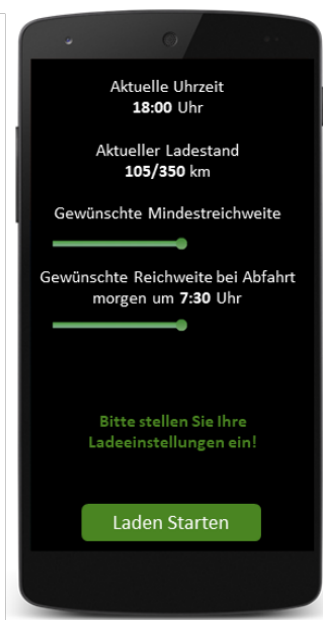 Aktuelle Uhrzeit
18:00 Uhr
Aktueller Ladestand
105/350 km
Gewünschte Mindestreichweite
Gewünschte Reichweite bei Abfahrt
morgen um 7:30 Uhr
Bitte stellen Sie Ihre
Ladeeinstellungen ein!
Laden Starten